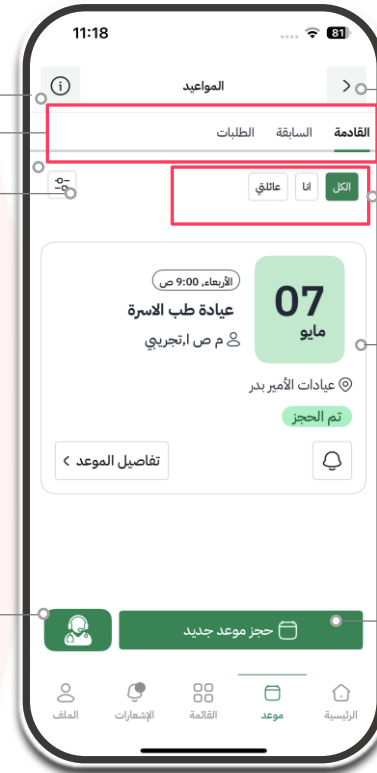 11:18
81
المواعيد
القادمة السابقة الطلبات
الكل انا عائلتي
07
مايو
الأربعاء, 9:00 ص
عيادة طب الاسرة
م ص ا,تجريبي
عيادات الأمير بدر
تم الحجز
تفاصيل الموعد
حجز موعد جديد
الرئيسية موعد القائمة الإشعارات الملف